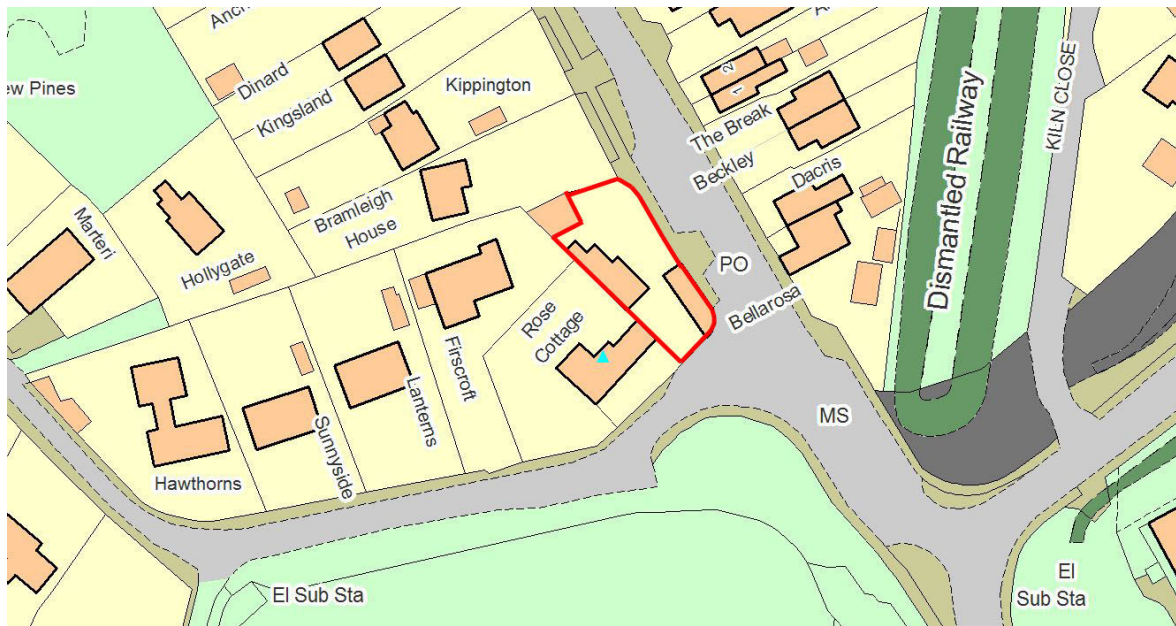 Dinard
Kingsland
Kippington
KILN CLOSE
2
1
The Break
Beckley
Dacris
Dismantled Railway
Marteri
Bramleigh
House
Hollygate
PO
Bellarosa
Rose
Cottage
Firscroft
Lanterns
Sunnyside
Hawthorns
MS
El Sub Sta
El
Sub Sta
Pines